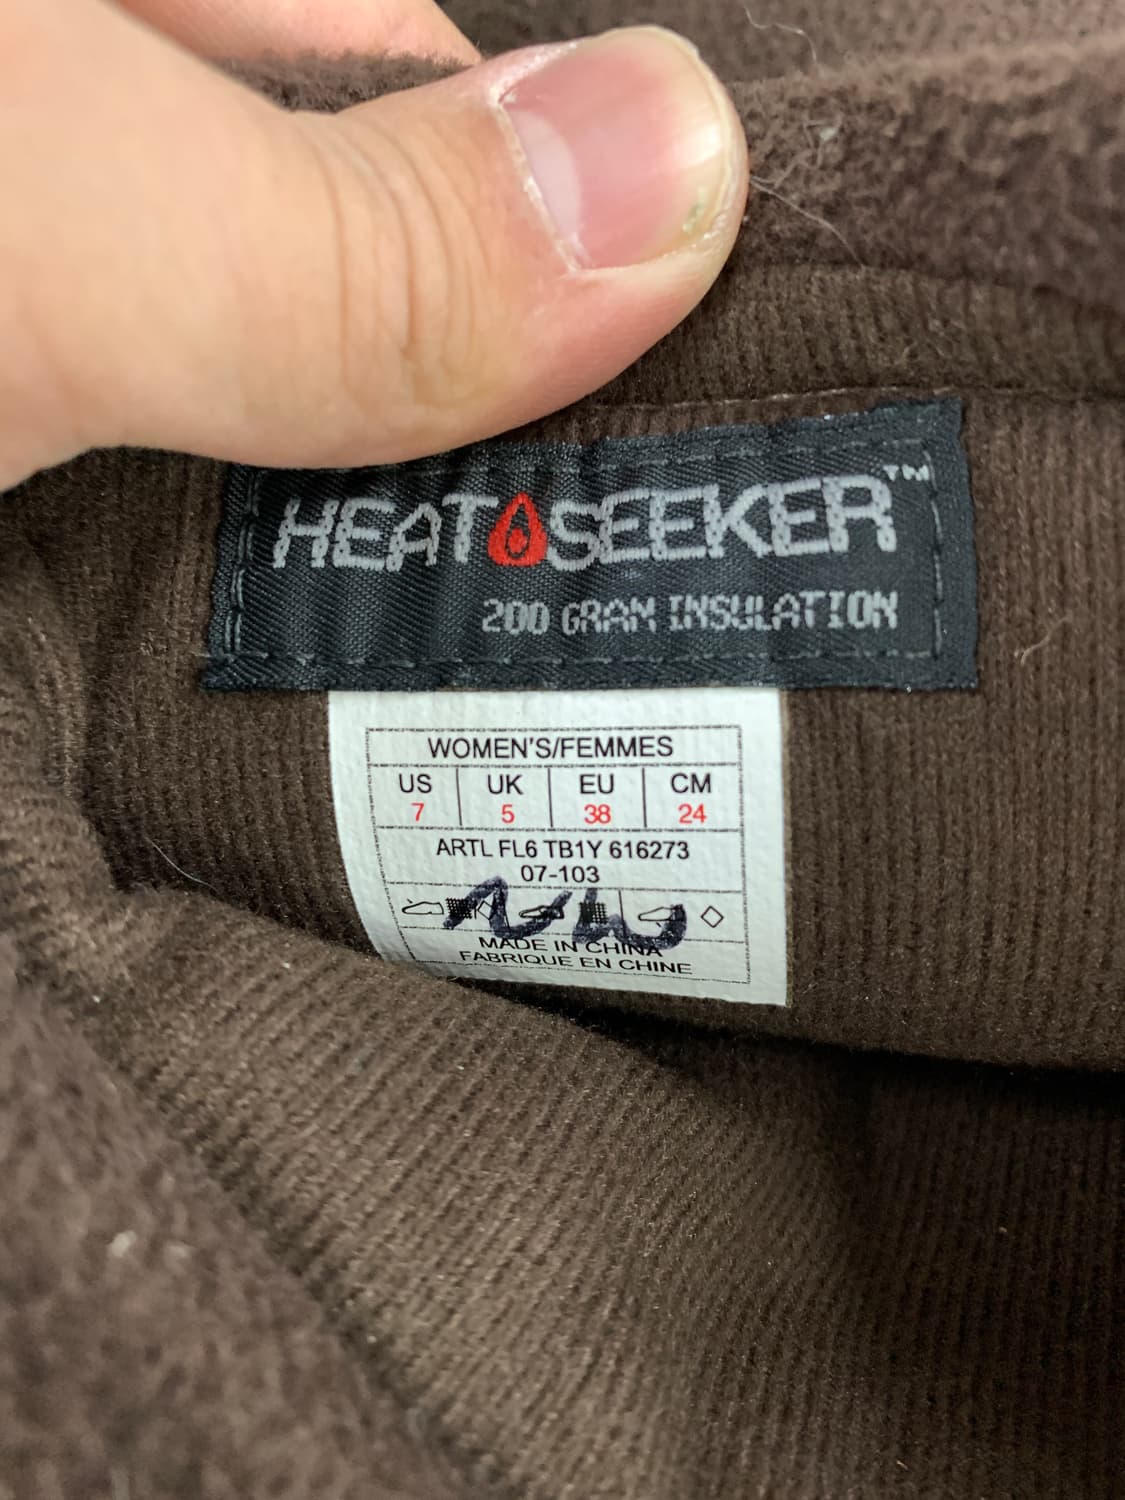 HEATSEEKER™
200 GRAM INSULATION
WOMEN'S/FEMMES
US UK EU CM
7 5 38 24
ARTL FL6 TB1Y 616273
07-103
MADE IN CHINA
FABRIQUE EN CHINE